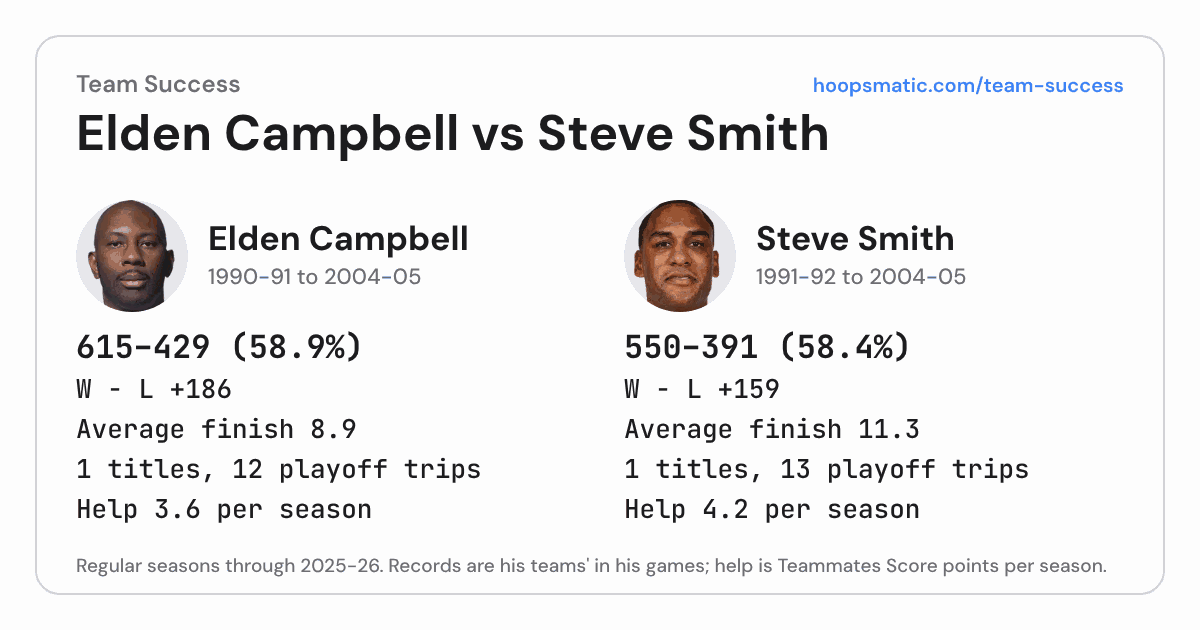 Team Success
hoopsmatic.com/team-success
Elden Campbell vs Steve Smith
Elden Campbell
1990-91 to 2004-05
615-429 (58.9%)
W - L +186
Average finish 8.9
1 titles, 12 playoff trips
Help 3.6 per season
Steve Smith
1991-92 to 2004-05
550-391 (58.4%)
W - L +159
Average finish 11.3
1 titles, 13 playoff trips
Help 4.2 per season
Regular seasons through 2025-26. Records are his teams' in his games; help is Teammates Score points per season.